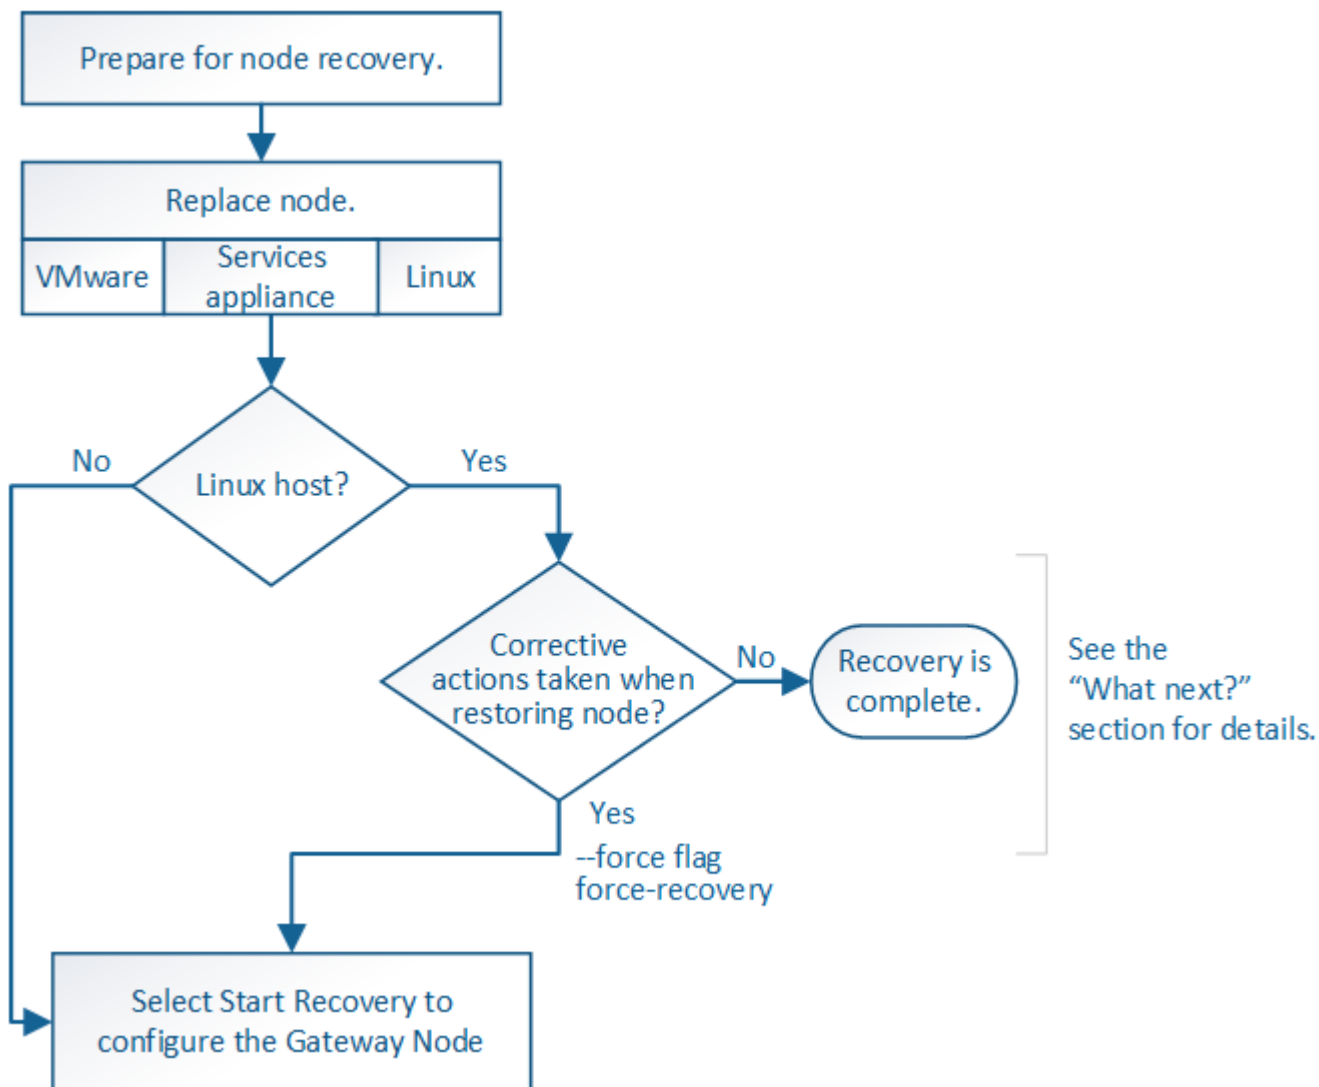 Prepare for node recovery.
Replace node.
VMware
Services
appliance
Linux
Linux host?
No
Yes
Corrective
actions taken when
restoring node?
No
Recovery is
complete.
See the
“What next?”
section for details.
Yes
--force flag
force-recovery
Select Start Recovery to
configure the Gateway Node